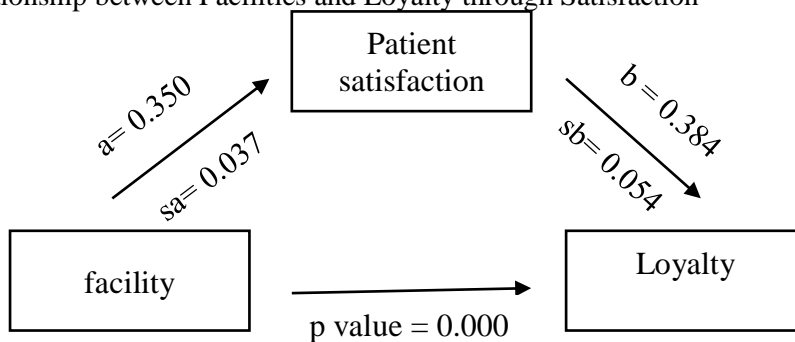 ionship between Facilities and Loyalty through Satisfaction
Patient
satisfaction
a= 0.350
sa= 0.037
b = 0.384
sb= 0.054
facility
Loyalty
p value = 0.000